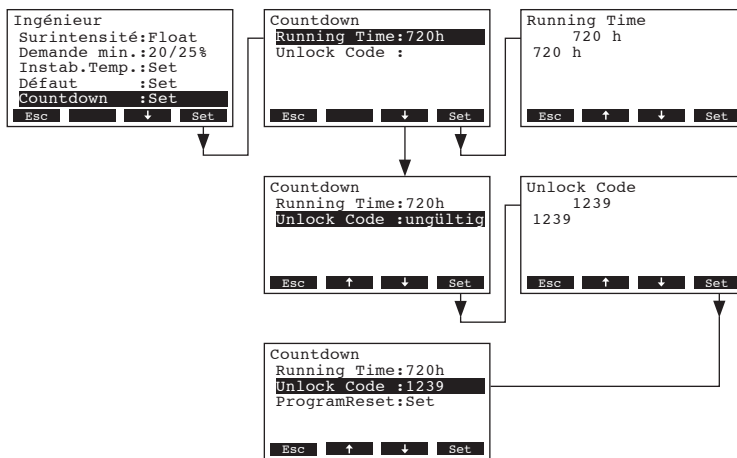 Ingénieur
Surintensité:Float
Demande min.:20/25%
Instab.Temp.:Set
Défaut :Set
Countdown :Set
Esc ↓ Set
Countdown
Running Time:720h
Unlock Code :
Esc ↓ Set
Running Time
720 h
720 h
Esc ↑ ↓ Set
Countdown
Running Time:720h
Unlock Code :ungültig
Esc ↑ ↓ Set
Unlock Code
1239
1239
Esc ↑ ↓ Set
Countdown
Running Time:720h
Unlock Code :1239
ProgramReset:Set
Esc ↑ ↓ Set